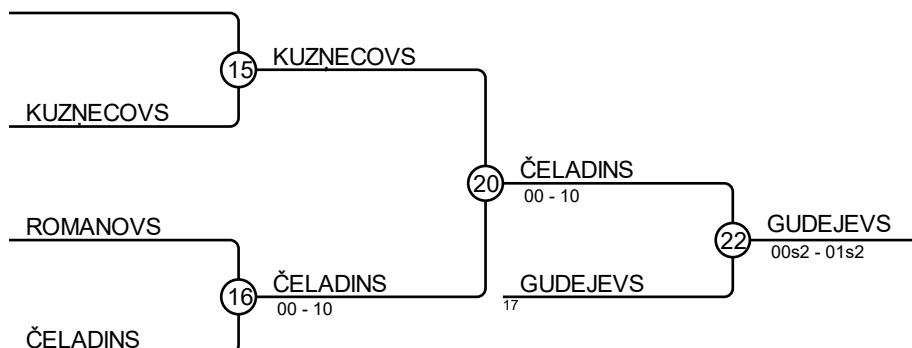 15
KUZŅECOVS
KUZŅECOVS
20
ČELADINS
00 - 10
ROMANOVS
22
GUDEJEVS
00s2 - 01s2
16
ČELADINS
00 - 10
GUDEJEVS
17
ČELADINS